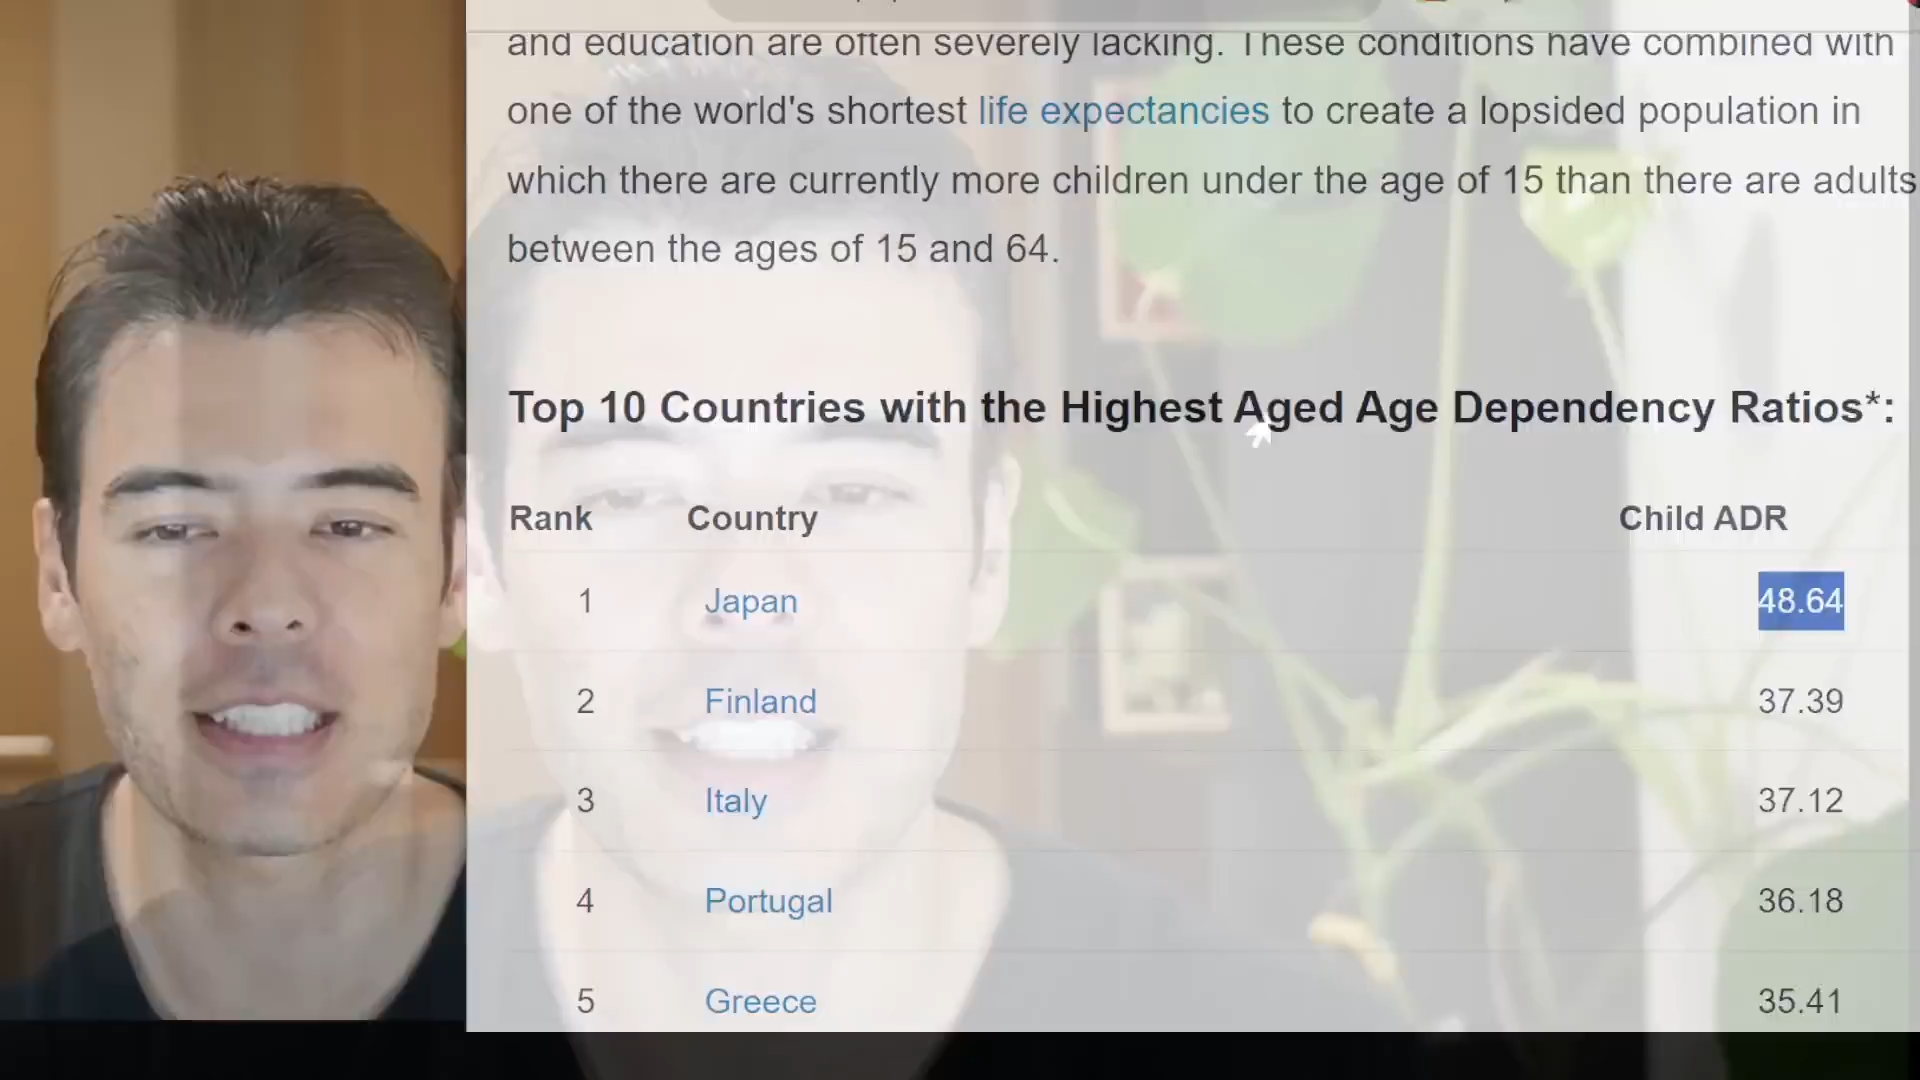 and education are often severely lacking. These conditions have combined with
one of the world's shortest life expectancies to create a lopsided population in
which there are currently more children under the age of 15 than there are adults
between the ages of 15 and 64.
Top 10 Countries with the Highest Aged Age Dependency Ratios*:
Rank Country Child ADR
1 Japan 48.64
2 Finland 37.39
3 Italy 37.12
4 Portugal 36.18
5 Greece 35.41